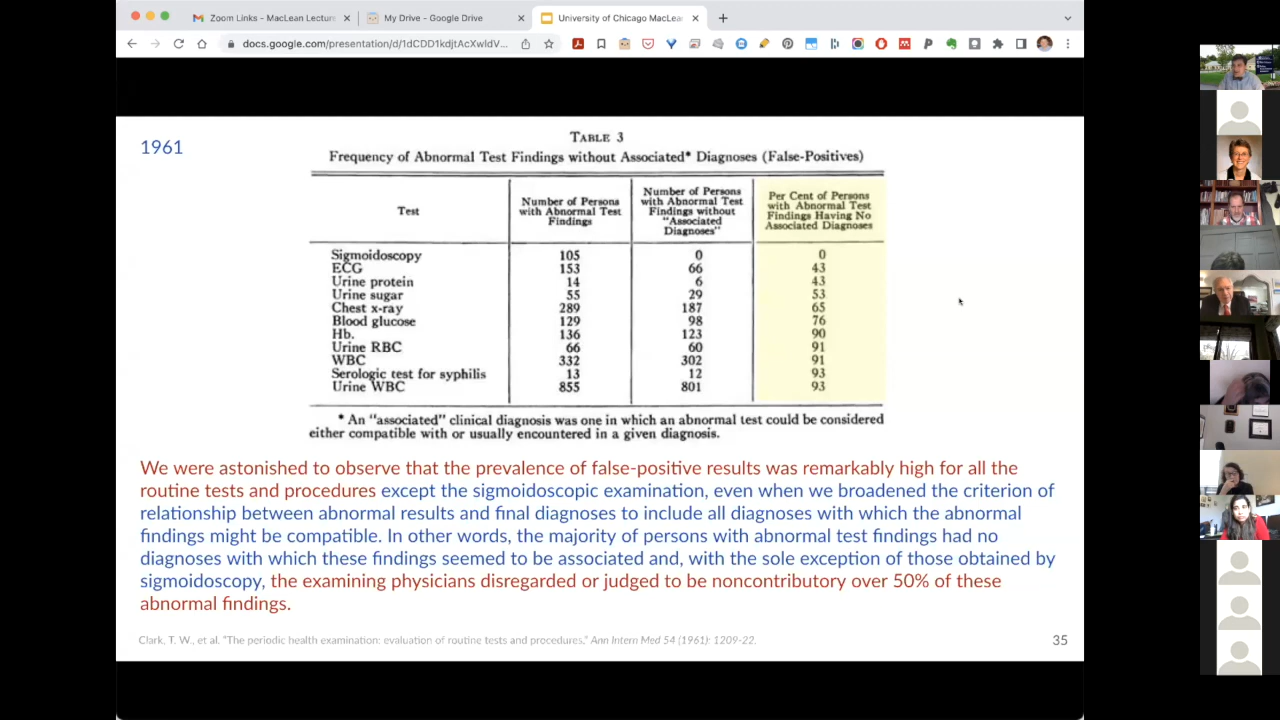 Zoom Links - MacLean Lectur
My Drive - Google Drive
University of Chicago MacLea
docs.google.com/presentation/d/1dCDD1kdjtAcXwldV...
1961
TABLE 3
Frequency of Abnormal Test Findings without Associated* Diagnoses (False-Positives)
Test | Number of Persons with Abnormal Test Findings | Number of Persons with Abnormal Test Findings without "Associated Diagnoses" | Per Cent of Persons with Abnormal Test Findings Having No Associated Diagnoses
Sigmoidoscopy 105 0 0
ECG 153 66 43
Urine protein 14 6 43
Urine sugar 55 29 53
Chest x-ray 289 187 65
Blood glucose 129 98 76
Hb. 136 123 90
Urine RBC 66 60 91
WBC 332 302 91
Serologic test for syphilis 13 12 93
Urine WBC 855 801 93
* An "associated" clinical diagnosis was one in which an abnormal test could be considered
either compatible with or usually encountered in a given diagnosis.
We were astonished to observe that the prevalence of false-positive results was remarkably high for all the
routine tests and procedures except the sigmoidoscopic examination, even when we broadened the criterion of
relationship between abnormal results and final diagnoses to include all diagnoses with which the abnormal
findings might be compatible. In other words, the majority of persons with abnormal test findings had no
diagnoses with which these findings seemed to be associated and, with the sole exception of those obtained by
sigmoidoscopy, the examining physicians disregarded or judged to be noncontributory over 50% of these
abnormal findings.
Clark, T. W., et al. "The periodic health examination: evaluation of routine tests and procedures," Ann Intern Med 54 (1961): 1209-22.
35